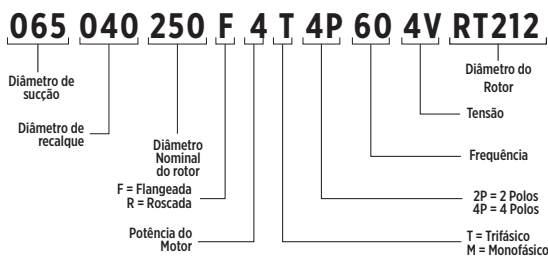 065 040 250 F 4 T 4P 60 4V RT212
Diâmetro de
sucção
Diâmetro de
recalque
Diâmetro
Nominal
do rotor
F = Flangeada
R = Roscada
Potência do
Motor
Diâmetro do
Rotor
Tensão
Frequência
2P = 2 Polos
4P = 4 Polos
T = Trifásico
M = Monofásico